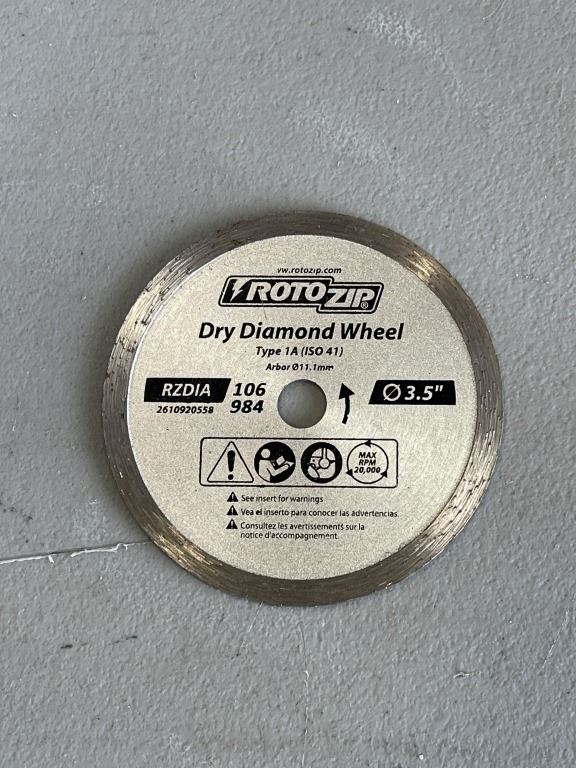 vw.rotozip.com
ROTOZIP®
Dry Diamond Wheel
Type 1A (ISO 41)
Arbor Ø11.1mm
RZDIA 106 Ø 3.5"
2610920558 984
MAX
RPM
20,000
See insert for warnings
Vea el inserto para conocer las advertencias.
Consultez les avertissements sur la
notice d'accompagnement.